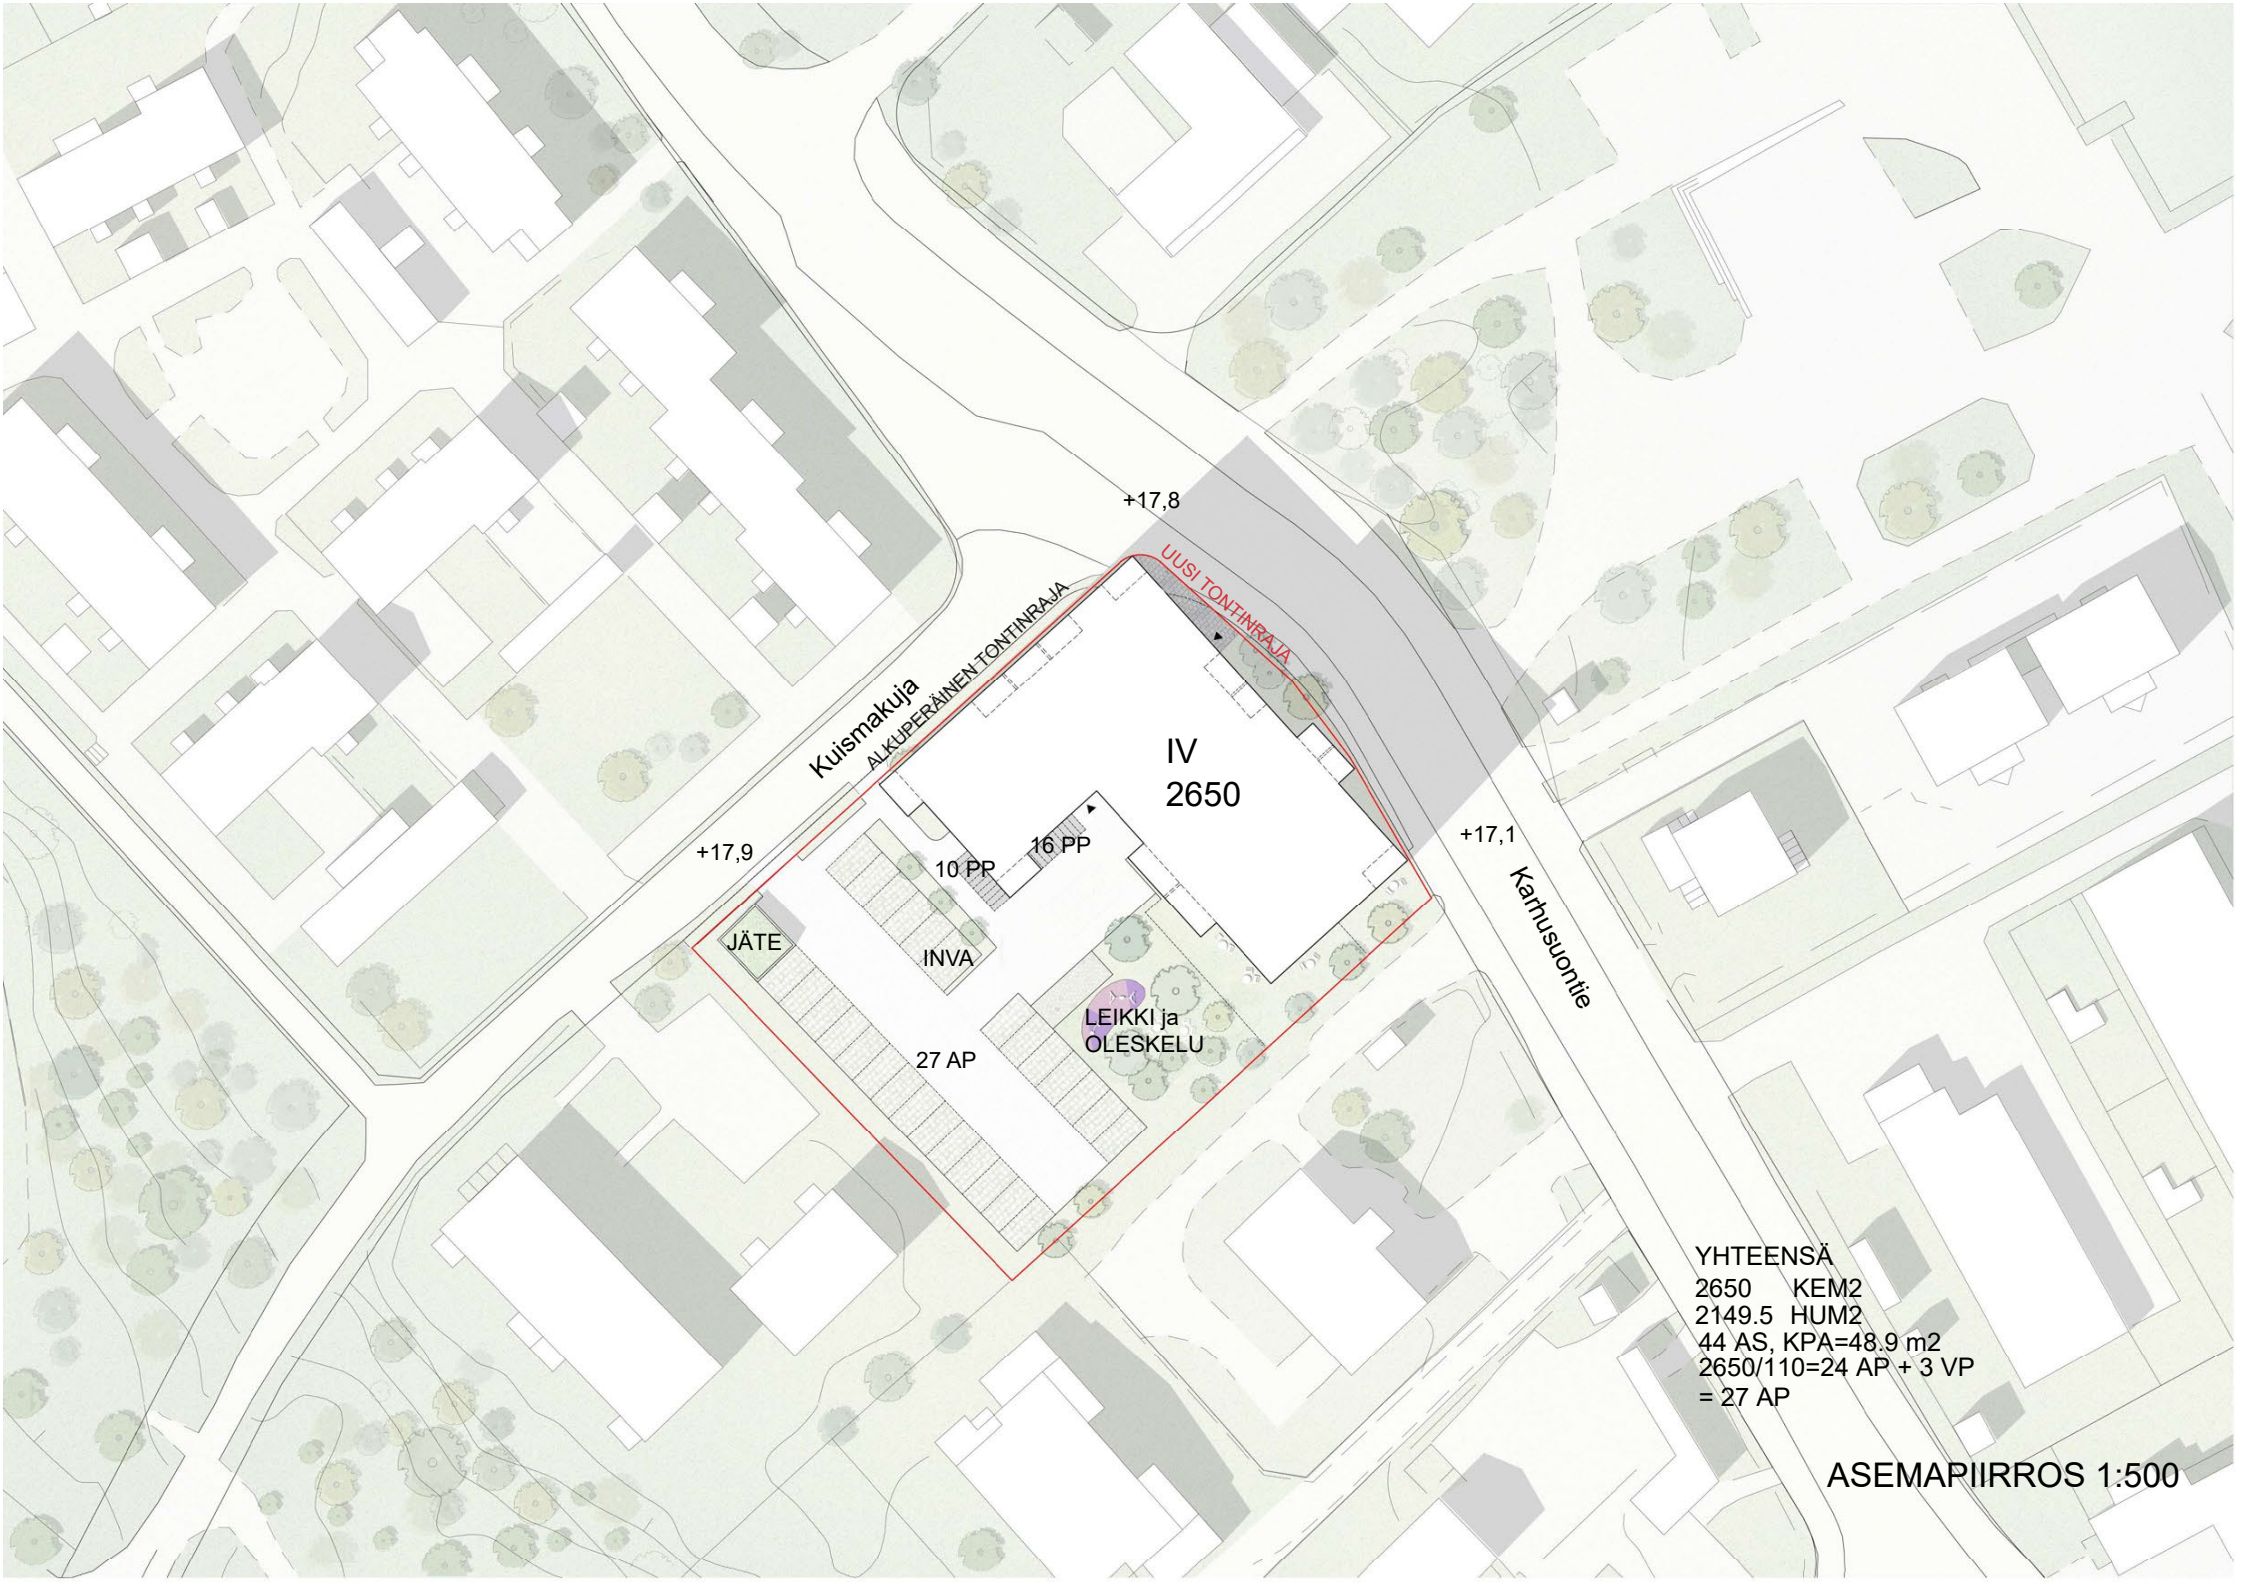 +17,8
UUSI TONTINRAJA
ALKUPERÄINEN TONTINRAJA
Kuismakuja
IV
2650
+17,9
16 PP
10 PP
+17,1
Karhusuontie
JÄTE
INVA
LEIKKI ja
OLESKELU
27 AP
YHTEENSÄ
2650 KEM2
2149.5 HUM2
44 AS, KPA=48.9 m2
2650/110=24 AP + 3 VP
= 27 AP
ASEMAPIIRROS 1:500